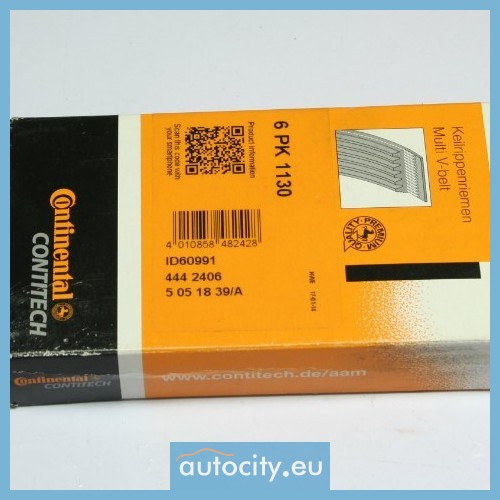 Continental
CONTITECH
Scan this code with
your smartphone
Product information
6 PK 1130
Keilrippenriemen
Multi V-belt
QUALITY-PREMIUM
4 010858 482428
ID60991
444 2406
5 05 18 39/A
Continental
CONTITECH
www.contitech.de/aam
autocity.eu